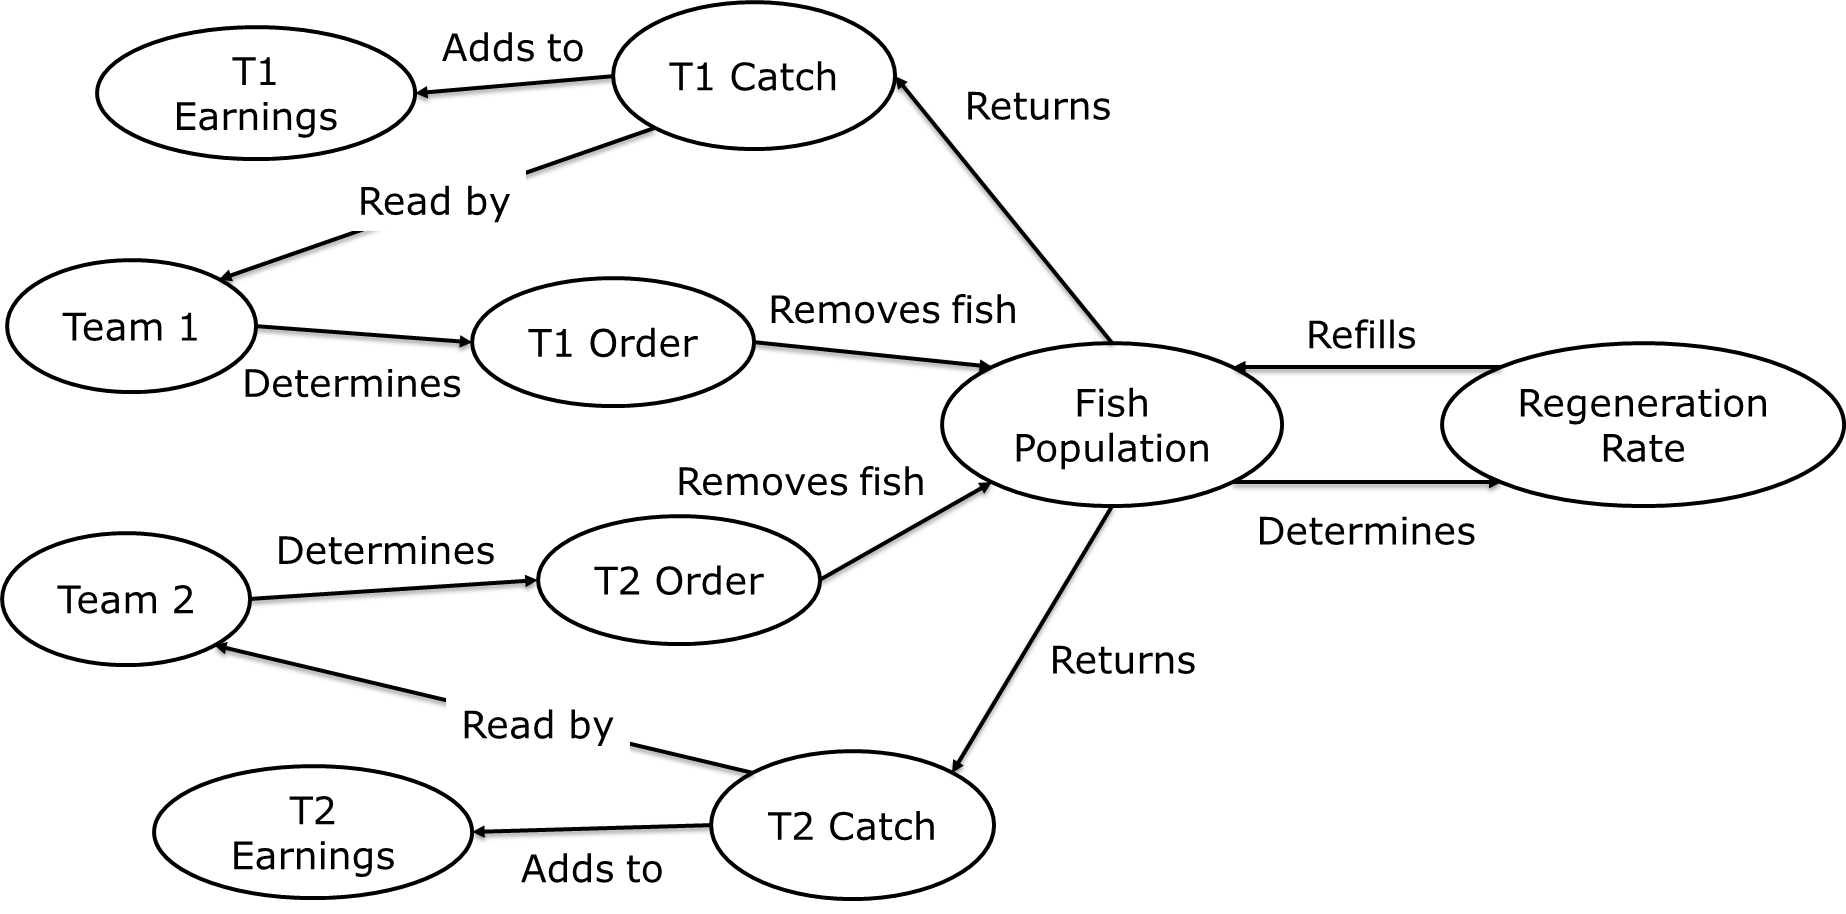 T1
Earnings
Adds to
T1 Catch
Returns
Read by
Team 1
Determines
T1 Order
Removes fish
Fish
Population
Refills
Regeneration
Rate
Determines
Removes fish
Team 2
Determines
T2 Order
Returns
Read by
T2
Earnings
Adds to
T2 Catch